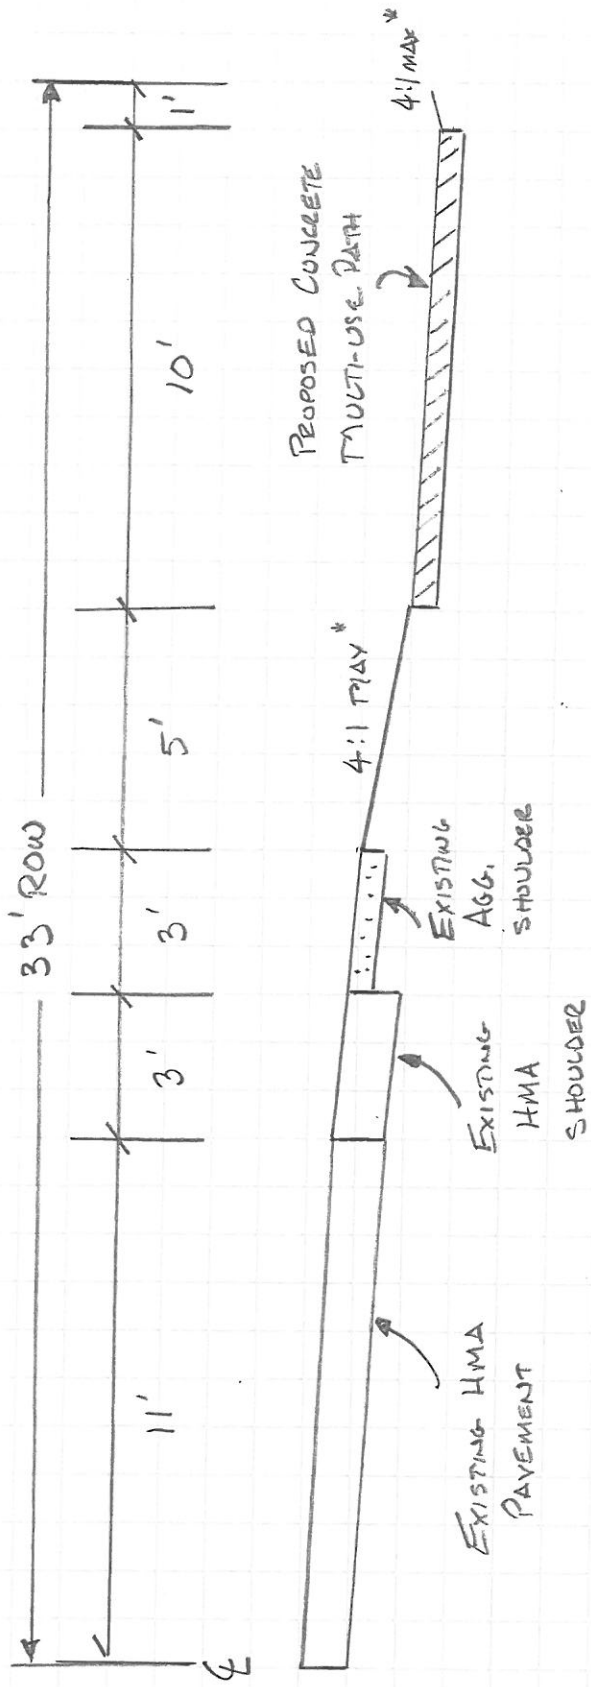 33' ROW
11'
3'
3'
5'
10'
1'
℄
4:1 MAX*
4:1 MAX*
PROPOSED CONCRETE
MULTI-USE PATH
EXISTING HMA
PAVEMENT
EXISTING
HMA
SHOULDER
EXISTING
AGG.
SHOULDER